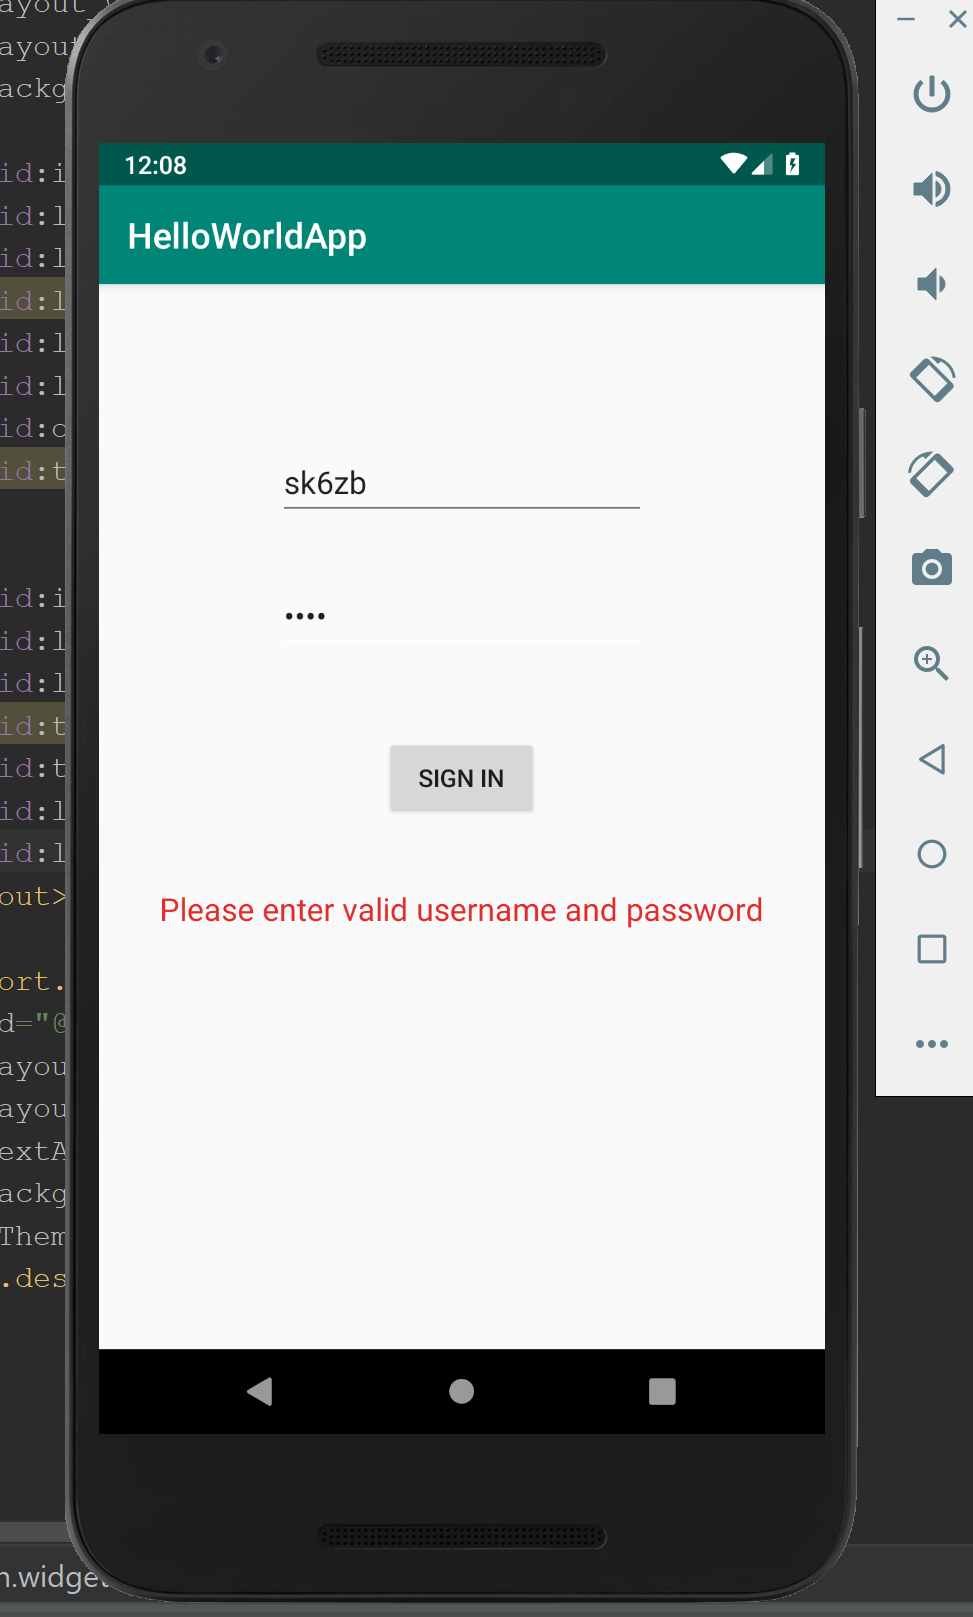 ayout
ayout
ackg
id:i
id:l
id:l
id:l
id:l
id:l
id:o
id:t
id:i
id:l
id:l
id:t
id:t
id:l
id:l
out>
ort.
d="@
ayou
ayou
extA
ackg
Them
.des
n.widget
12:08
HelloWorldApp
sk6zb
••••
SIGN IN
Please enter valid username and password